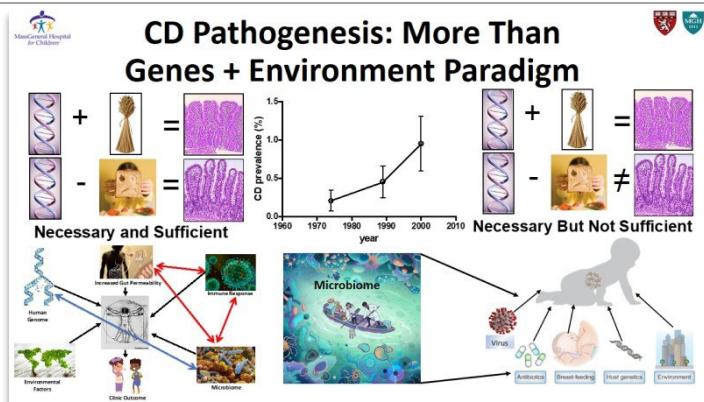 MassGeneral Hospital
for Children
CD Pathogenesis: More Than
Genes + Environment Paradigm
MGH
1811
+
=
-
=
Necessary and Sufficient
CD prevalence (%)
1.5
1.0
0.5
0.0
1960
1970
1980
1990
2000
2010
year
+
=
-
≠
Necessary But Not Sufficient
Human
Genome
Increased Gut Permeability
Immune Response
Environmental
Factors
Clinic Outcome
Microbiome
Microbiome
Virus
Antibiotics
Breast-feeding
Host genetics
Environment